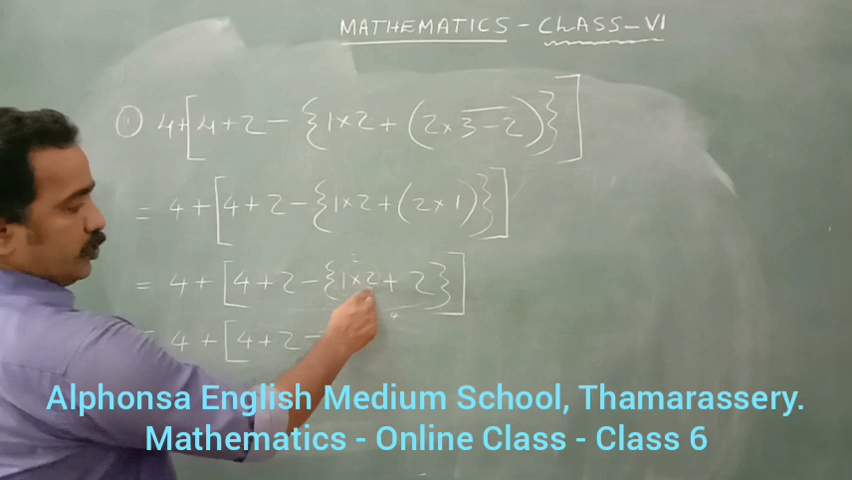 MATHEMATICS - CLASS-VI
① 4+[4+2-{1×2+(2×3̅-̅2̅)}]
= 4+[4+2-{1×2+(2×1)}]
= 4+[4+2-{1×2+2}]
= 4+[4+2-
Alphonsa English Medium School, Thamarassery.
Mathematics - Online Class - Class 6